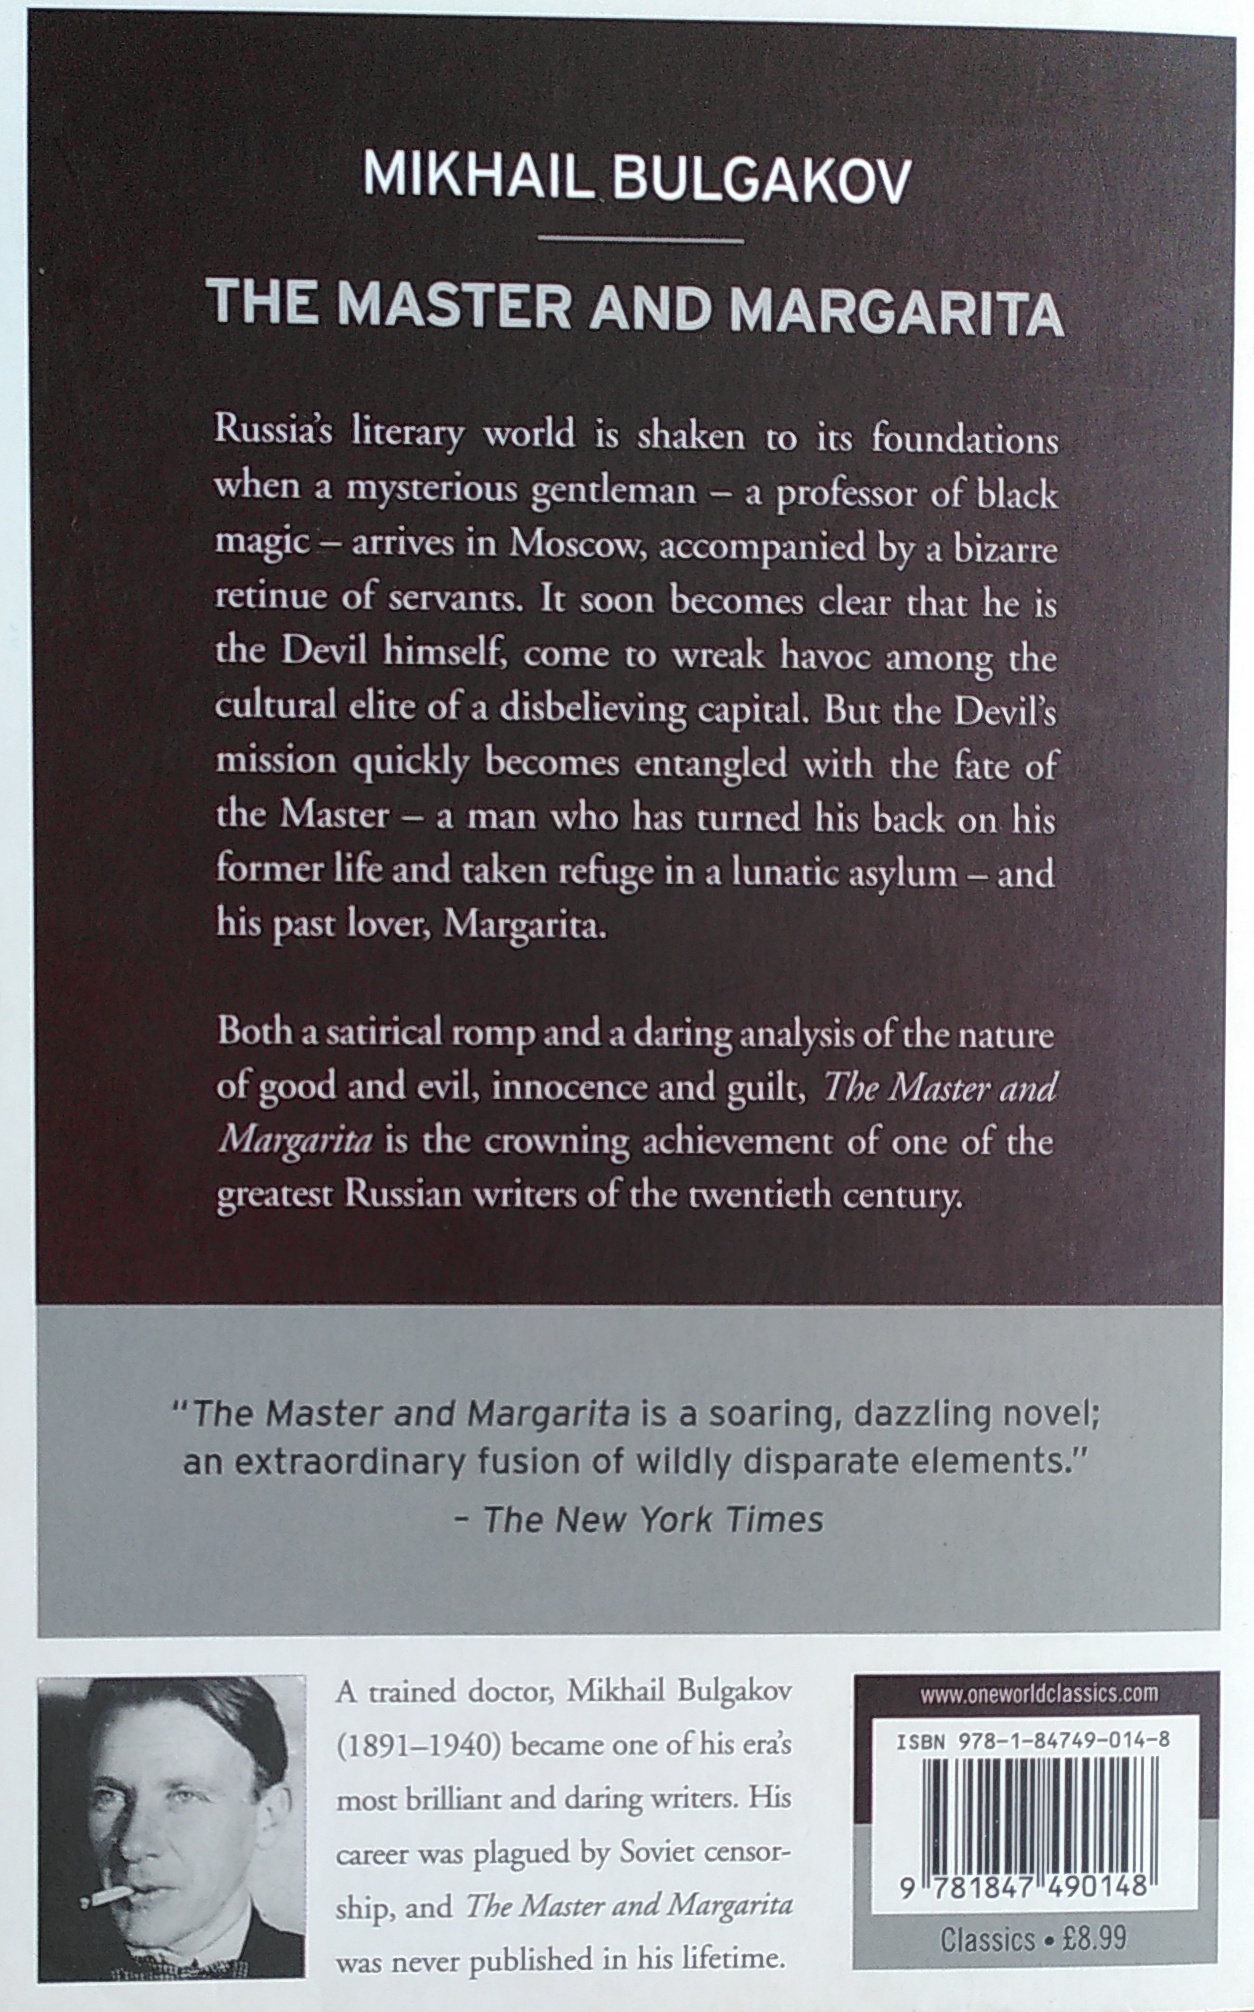 MIKHAIL BULGAKOV
THE MASTER AND MARGARITA
Russia's literary world is shaken to its foundations
when a mysterious gentleman – a professor of black
magic – arrives in Moscow, accompanied by a bizarre
retinue of servants. It soon becomes clear that he is
the Devil himself, come to wreak havoc among the
cultural elite of a disbelieving capital. But the Devil's
mission quickly becomes entangled with the fate of
the Master – a man who has turned his back on his
former life and taken refuge in a lunatic asylum – and
his past lover, Margarita.
Both a satirical romp and a daring analysis of the nature
of good and evil, innocence and guilt, The Master and
Margarita is the crowning achievement of one of the
greatest Russian writers of the twentieth century.
"The Master and Margarita is a soaring, dazzling novel;
an extraordinary fusion of wildly disparate elements."
– The New York Times
A trained doctor, Mikhail Bulgakov
(1891–1940) became one of his era's
most brilliant and daring writers. His
career was plagued by Soviet censor-
ship, and The Master and Margarita
was never published in his lifetime.
www.oneworldclassics.com
ISBN 978-1-84749-014-8
9 781847 490148
Classics • £8.99